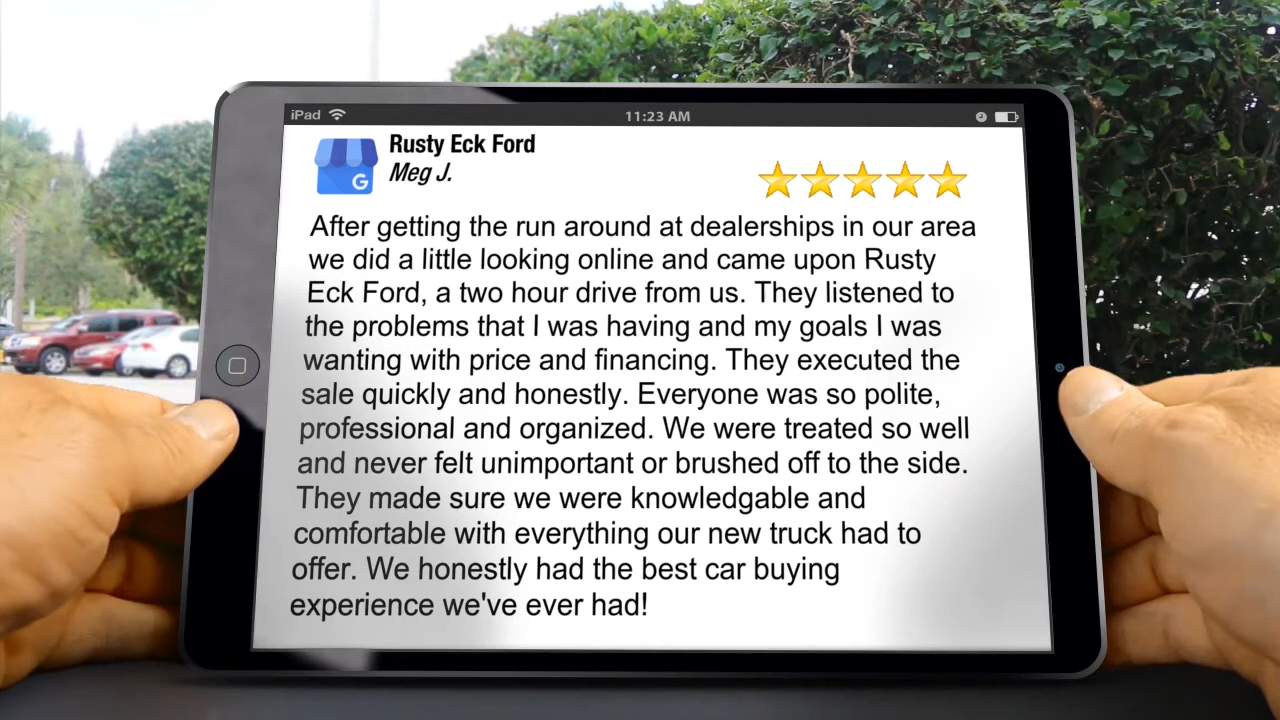 iPad 11:23 AM
Rusty Eck Ford
Meg J.
G
After getting the run around at dealerships in our area
we did a little looking online and came upon Rusty
Eck Ford, a two hour drive from us. They listened to
the problems that I was having and my goals I was
wanting with price and financing. They executed the
sale quickly and honestly. Everyone was so polite,
professional and organized. We were treated so well
and never felt unimportant or brushed off to the side.
They made sure we were knowledgable and
comfortable with everything our new truck had to
offer. We honestly had the best car buying
experience we've ever had!